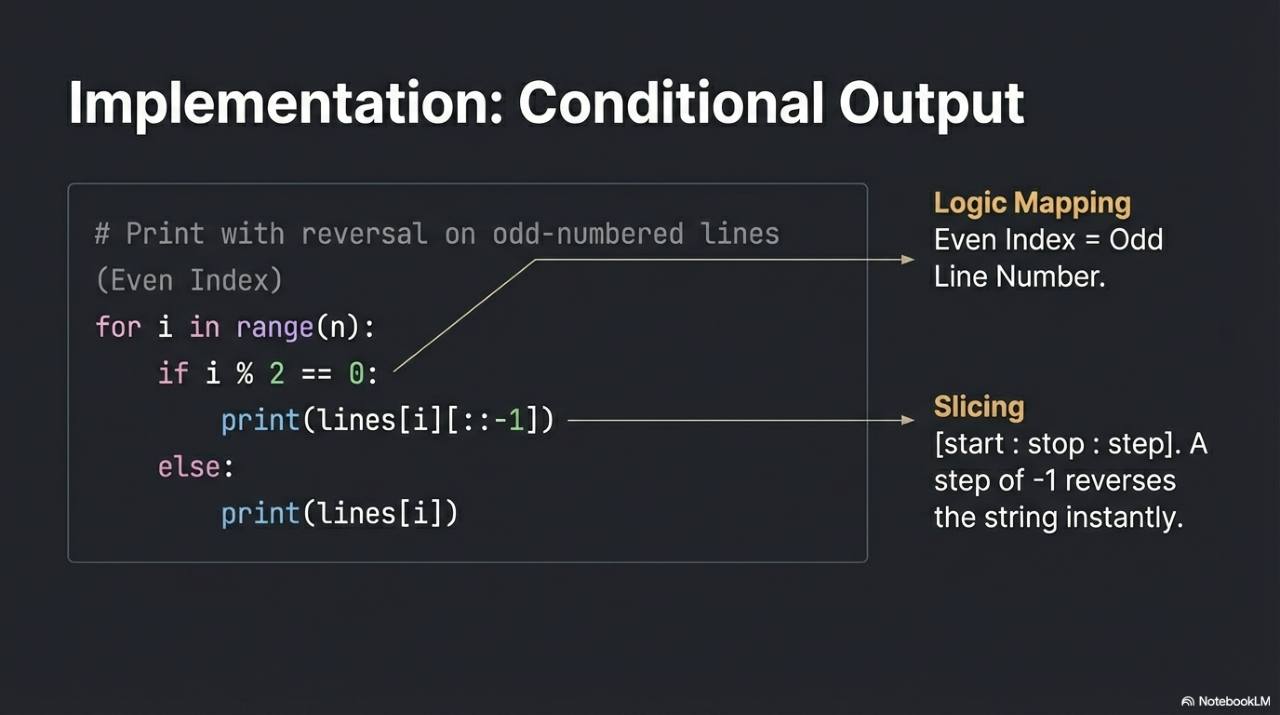 Implementation: Conditional Output
# Print with reversal on odd-numbered lines
(Even Index)
for i in range(n):
    if i % 2 == 0:
        print(lines[i][::-1])
    else:
        print(lines[i])
Logic Mapping
Even Index = Odd
Line Number.
Slicing
[start : stop : step]. A
step of -1 reverses
the string instantly.
NotebookLM